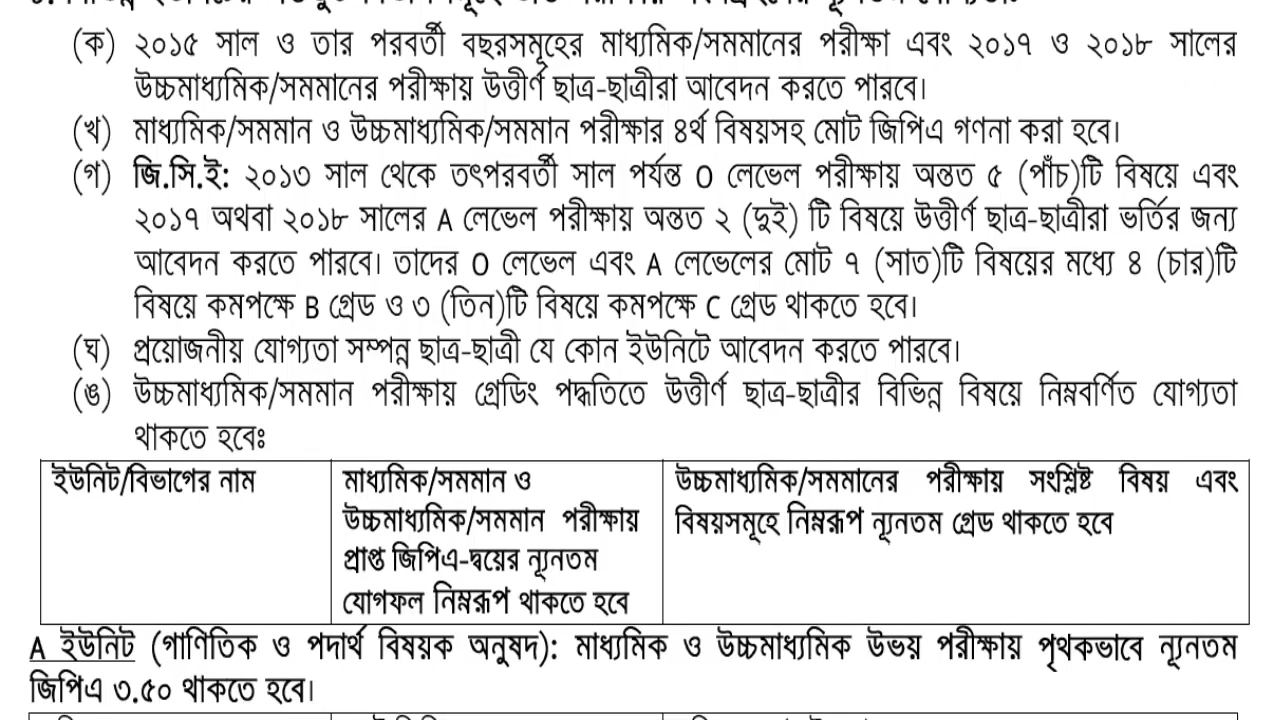 (ক) ২০১৫ সাল ও তার পরবর্তী বছরসমূহের মাধ্যমিক/সমমানের পরীক্ষা এবং ২০১৭ ও ২০১৮ সালের
উচ্চমাধ্যমিক/সমমানের পরীক্ষায় উত্তীর্ণ ছাত্র-ছাত্রীরা আবেদন করতে পারবে।
(খ) মাধ্যমিক/সমমান ও উচ্চমাধ্যমিক/সমমান পরীক্ষার ৪র্থ বিষয়সহ মোট জিপিএ গণনা করা হবে।
(গ) জি.সি.ই: ২০১৩ সাল থেকে তৎপরবর্তী সাল পর্যন্ত O লেভেল পরীক্ষায় অন্তত ৫ (পাঁচ)টি বিষয়ে এবং
২০১৭ অথবা ২০১৮ সালের A লেভেল পরীক্ষায় অন্তত ২ (দুই) টি বিষয়ে উত্তীর্ণ ছাত্র-ছাত্রীরা ভর্তির জন্য
আবেদন করতে পারবে। তাদের O লেভেল এবং A লেভেলের মোট ৭ (সাত)টি বিষয়ের মধ্যে ৪ (চার)টি
বিষয়ে কমপক্ষে B গ্রেড ও ৩ (তিন)টি বিষয়ে কমপক্ষে C গ্রেড থাকতে হবে।
(ঘ) প্রয়োজনীয় যোগ্যতা সম্পন্ন ছাত্র-ছাত্রী যে কোন ইউনিটে আবেদন করতে পারবে।
(ঙ) উচ্চমাধ্যমিক/সমমান পরীক্ষায় গ্রেডিং পদ্ধতিতে উত্তীর্ণ ছাত্র-ছাত্রীর বিভিন্ন বিষয়ে নিম্নবর্ণিত যোগ্যতা
থাকতে হবেঃ
ইউনিট/বিভাগের নাম
মাধ্যমিক/সমমান ও
উচ্চমাধ্যমিক/সমমান পরীক্ষায়
প্রাপ্ত জিপিএ-দ্বয়ের ন্যূনতম
যোগফল নিম্নরূপ থাকতে হবে
উচ্চমাধ্যমিক/সমমানের পরীক্ষায় সংশ্লিষ্ট বিষয় এবং
বিষয়সমূহে নিম্নরূপ ন্যূনতম গ্রেড থাকতে হবে
A ইউনিট (গাণিতিক ও পদার্থ বিষয়ক অনুষদ): মাধ্যমিক ও উচ্চমাধ্যমিক উভয় পরীক্ষায় পৃথকভাবে ন্যূনতম
জিপিএ ৩.৫০ থাকতে হবে।